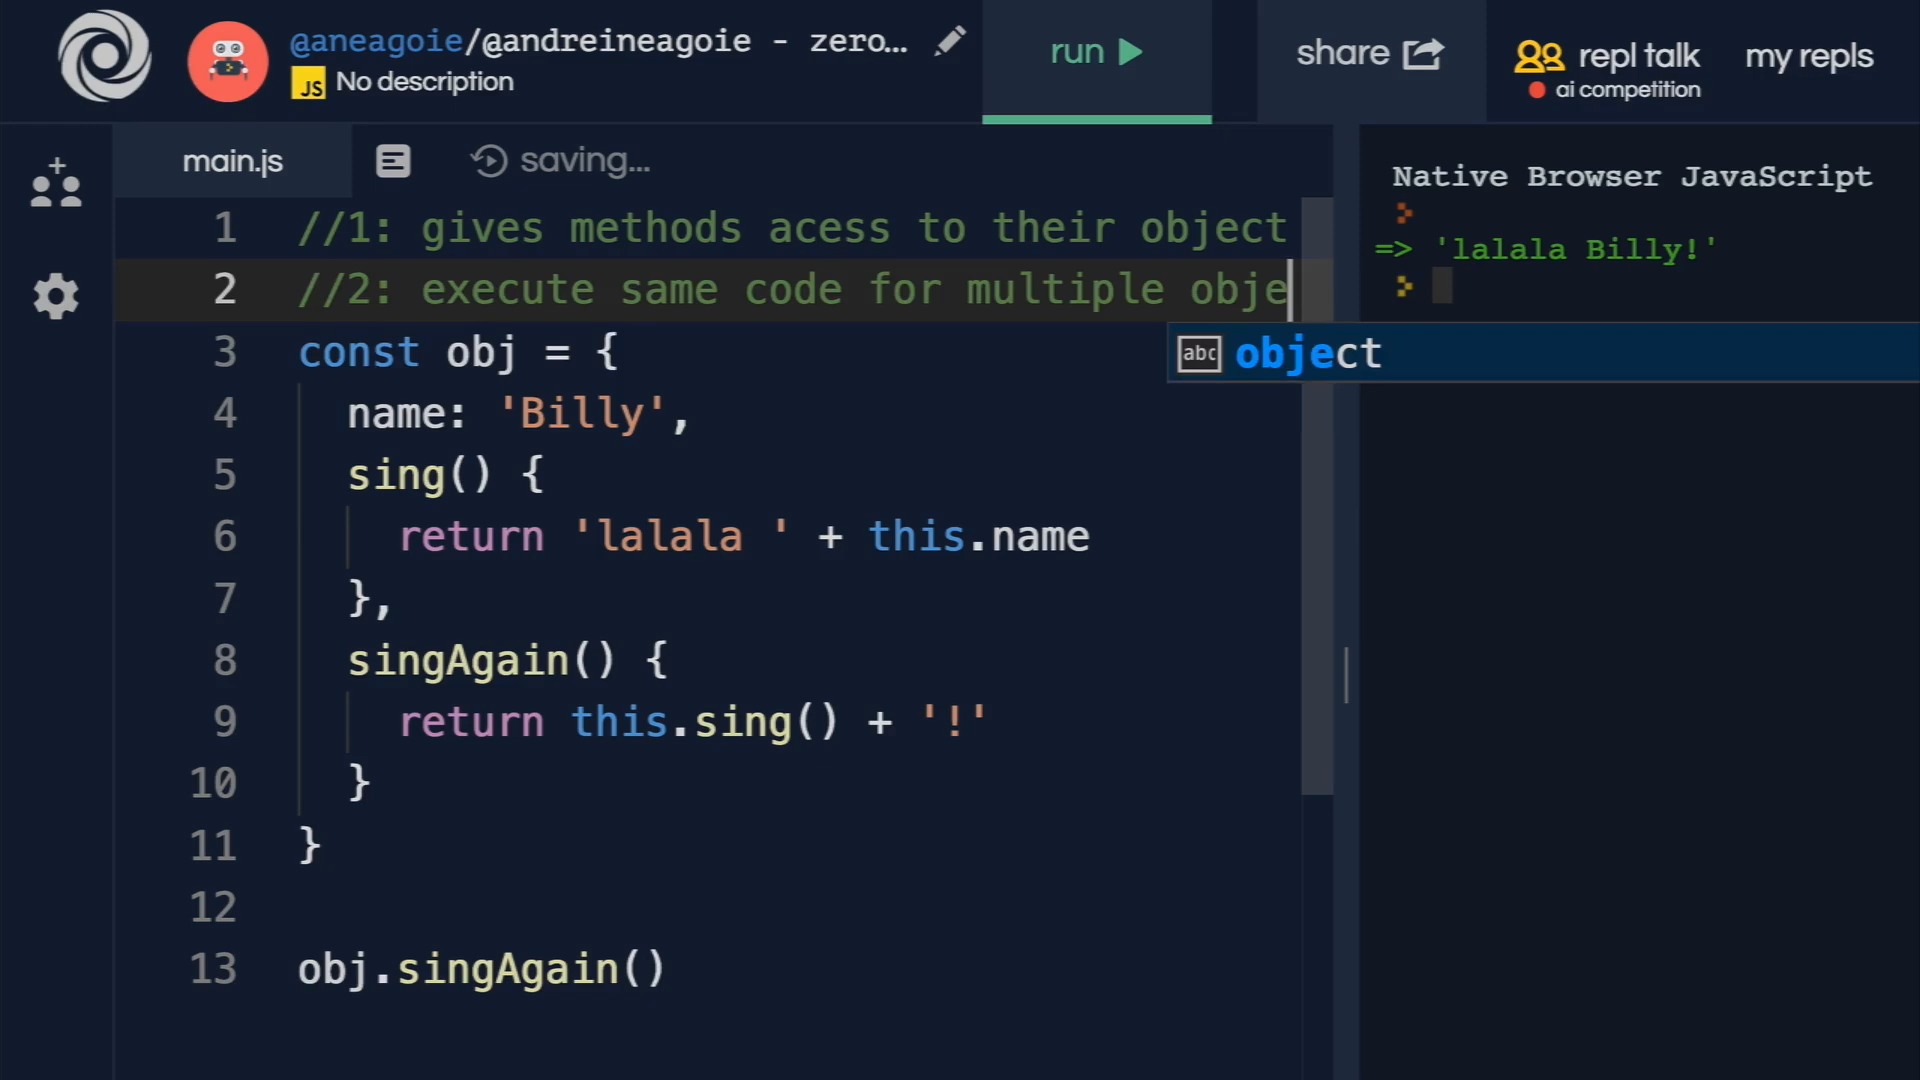 @aneagoie/@andreineagoie - zero...
JS No description
run
share
repl talk
ai competition
my repls
main.js
saving...
1 //1: gives methods acess to their object
2 //2: execute same code for multiple obje
abc object
3 const obj = {
4 name: 'Billy',
5 sing() {
6 return 'lalala ' + this.name
7 },
8 singAgain() {
9 return this.sing() + '!'
10 }
11 }
12
13 obj.singAgain()
Native Browser JavaScript
=> 'lalala Billy!'